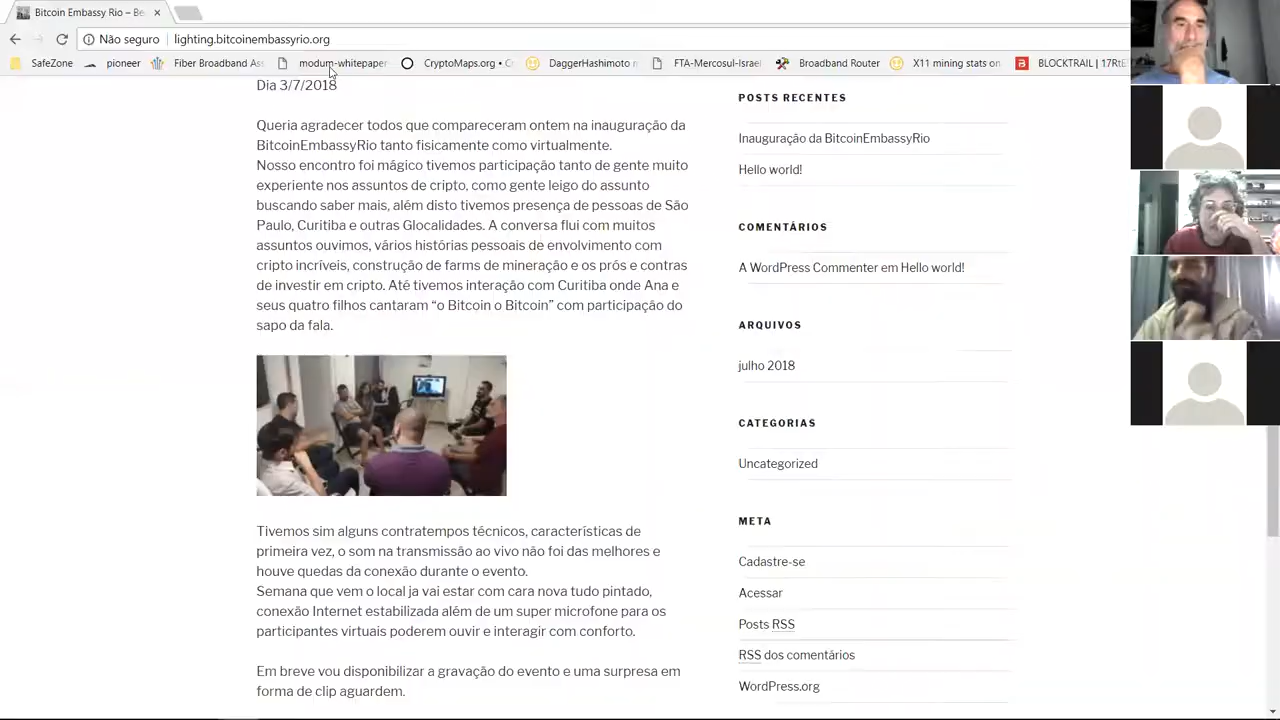 Bitcoin Embassy Rio – Be
Não seguro
lighting.bitcoinembassyrio.org
SafeZone
pioneer
Fiber Broadband Ass
modum-whitepaper
CryptoMaps.org • C
DaggerHashimoto m
FTA-Mercosul-Israel
Broadband Router
X11 mining stats on
BLOCKTRAIL | 17RtE
Dia 3/7/2018
Queria agradecer todos que compareceram ontem na inauguração da
BitcoinEmbassyRio tanto fisicamente como virtualmente.
Nosso encontro foi mágico tivemos participação tanto de gente muito
experiente nos assuntos de cripto, como gente leigo do assunto
buscando saber mais, além disto tivemos presença de pessoas de São
Paulo, Curitiba e outras Glocalidades. A conversa flui com muitos
assuntos ouvimos, vários histórias pessoais de envolvimento com
cripto incríveis, construção de farms de mineração e os prós e contras
de investir em cripto. Até tivemos interação com Curitiba onde Ana e
seus quatro filhos cantaram “o Bitcoin o Bitcoin” com participação do
sapo da fala.
Tivemos sim alguns contratempos técnicos, características de
primeira vez, o som na transmissão ao vivo não foi das melhores e
houve quedas da conexão durante o evento.
Semana que vem o local ja vai estar com cara nova tudo pintado,
conexão Internet estabilizada além de um super microfone para os
participantes virtuais poderem ouvir e interagir com conforto.
Em breve vou disponibilizar a gravação do evento e uma surpresa em
forma de clip aguardem.
POSTS RECENTES
Inauguração da BitcoinEmbassyRio
Hello world!
COMENTÁRIOS
A WordPress Commenter em Hello world!
ARQUIVOS
julho 2018
CATEGORIAS
Uncategorized
META
Cadastre-se
Acessar
Posts RSS
RSS dos comentários
WordPress.org